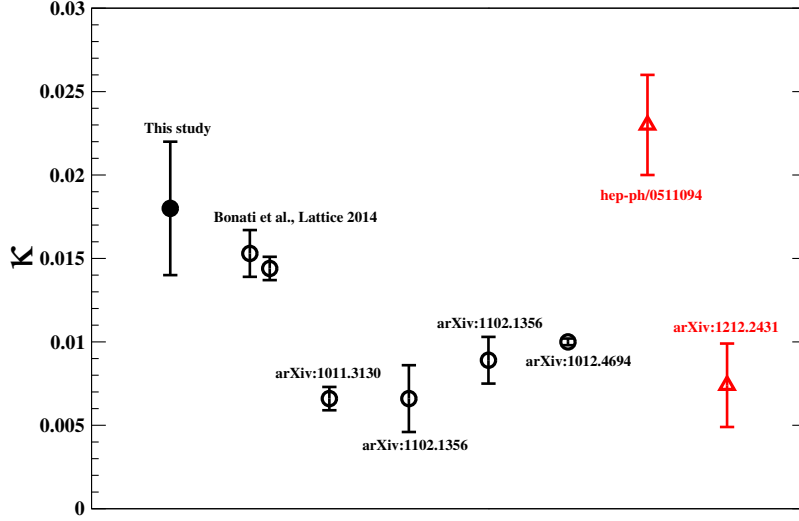 0.03
0.025
0.02
0.015
0.01
0.005
0
κ
This study
Bonati et al., Lattice 2014
arXiv:1011.3130
arXiv:1102.1356
arXiv:1102.1356
arXiv:1012.4694
hep-ph/0511094
arXiv:1212.2431